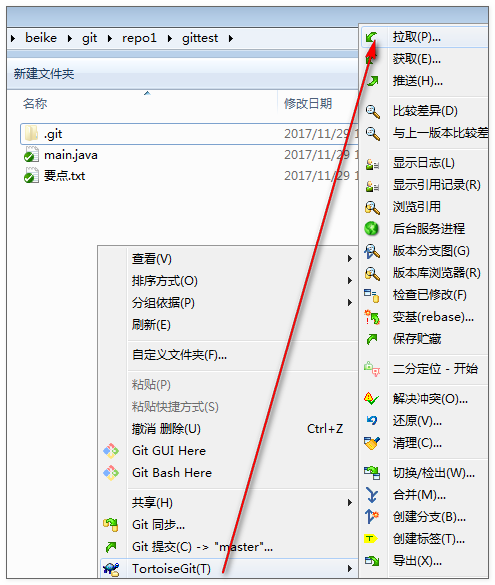 beike git repo1 gittest
新建文件夹
名称 修改日期
.git 2017/11/29 1
main.java 2017/11/29 1
要点.txt 2017/11/29 1
查看(V)
排序方式(O)
分组依据(P)
刷新(E)
自定义文件夹(F)...
粘贴(P)
粘贴快捷方式(S)
撤消 删除(U) Ctrl+Z
Git GUI Here
Git Bash Here
共享(H)
Git 同步...
Git 提交(C) -> "master"...
TortoiseGit(T)
拉取(P)...
获取(E)...
推送(H)...
比较差异(D)
与上一版本比较差
显示日志(L)
显示引用记录(R)
浏览引用
后台服务进程
版本分支图(G)
版本库浏览器(R)
检查已修改(F)
变基(rebase)...
保存贮藏
二分定位 - 开始
解决冲突(O)...
还原(V)...
清理(C)...
切换/检出(W)...
合并(M)...
创建分支(B)...
创建标签(T)...
导出(X)...